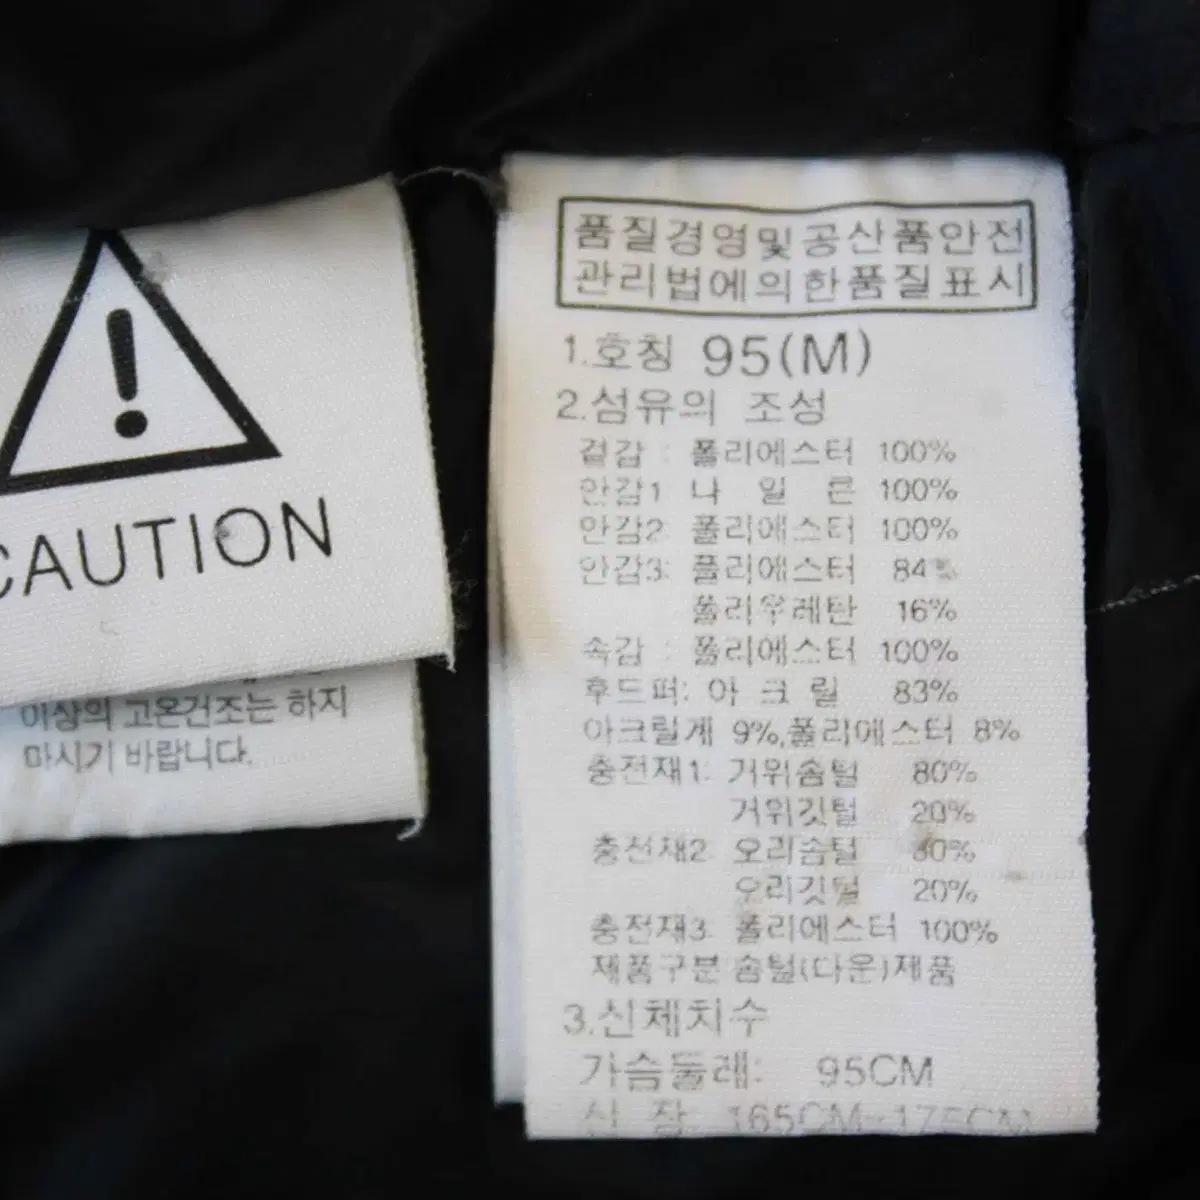 CAUTION
이상의 고온건조는 하지
마시기 바랍니다.
품질경영및공산품안전
관리법에의한품질표시
1.호칭 95(M)
2.섬유의 조성
겉감 : 폴리에스터 100%
안감1 나 일 론 100%
안감2 폴리에스터 100%
안감3: 폴리에스터 84%
폴리우레탄 16%
속감 : 폴리에스터 100%
후드퍼: 아 크 릴 83%
아크릴계 9%,폴리에스터 8%
충전재1: 거위솜털 80%
거위깃털 20%
충전재2 오리솜털 80%
오리깃털 20%
충전재3 폴리에스터 100%
제품구분 솜털(다운)제품
3.신체치수
가슴둘레: 95CM
신 장: 165CM~175CM